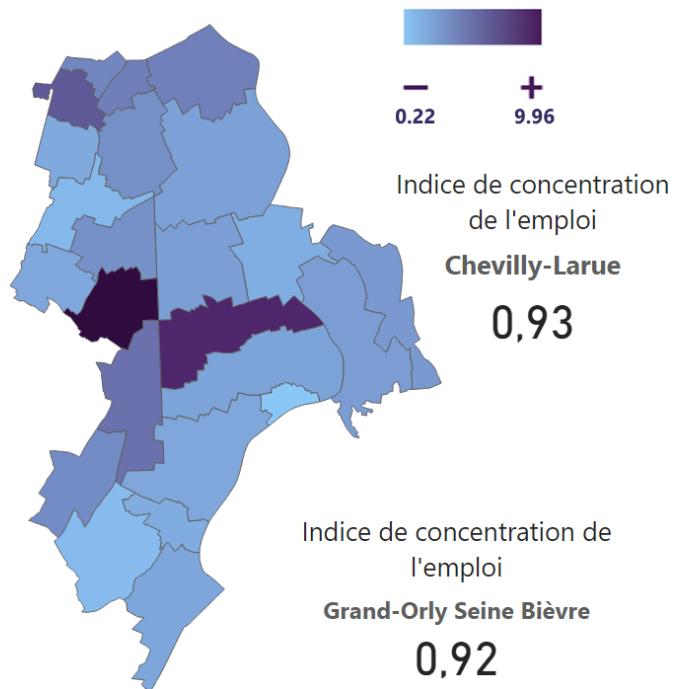 − +
0.22 9.96
Indice de concentration
de l'emploi
Chevilly-Larue
0,93
Indice de concentration de
l'emploi
Grand-Orly Seine Bièvre
0,92